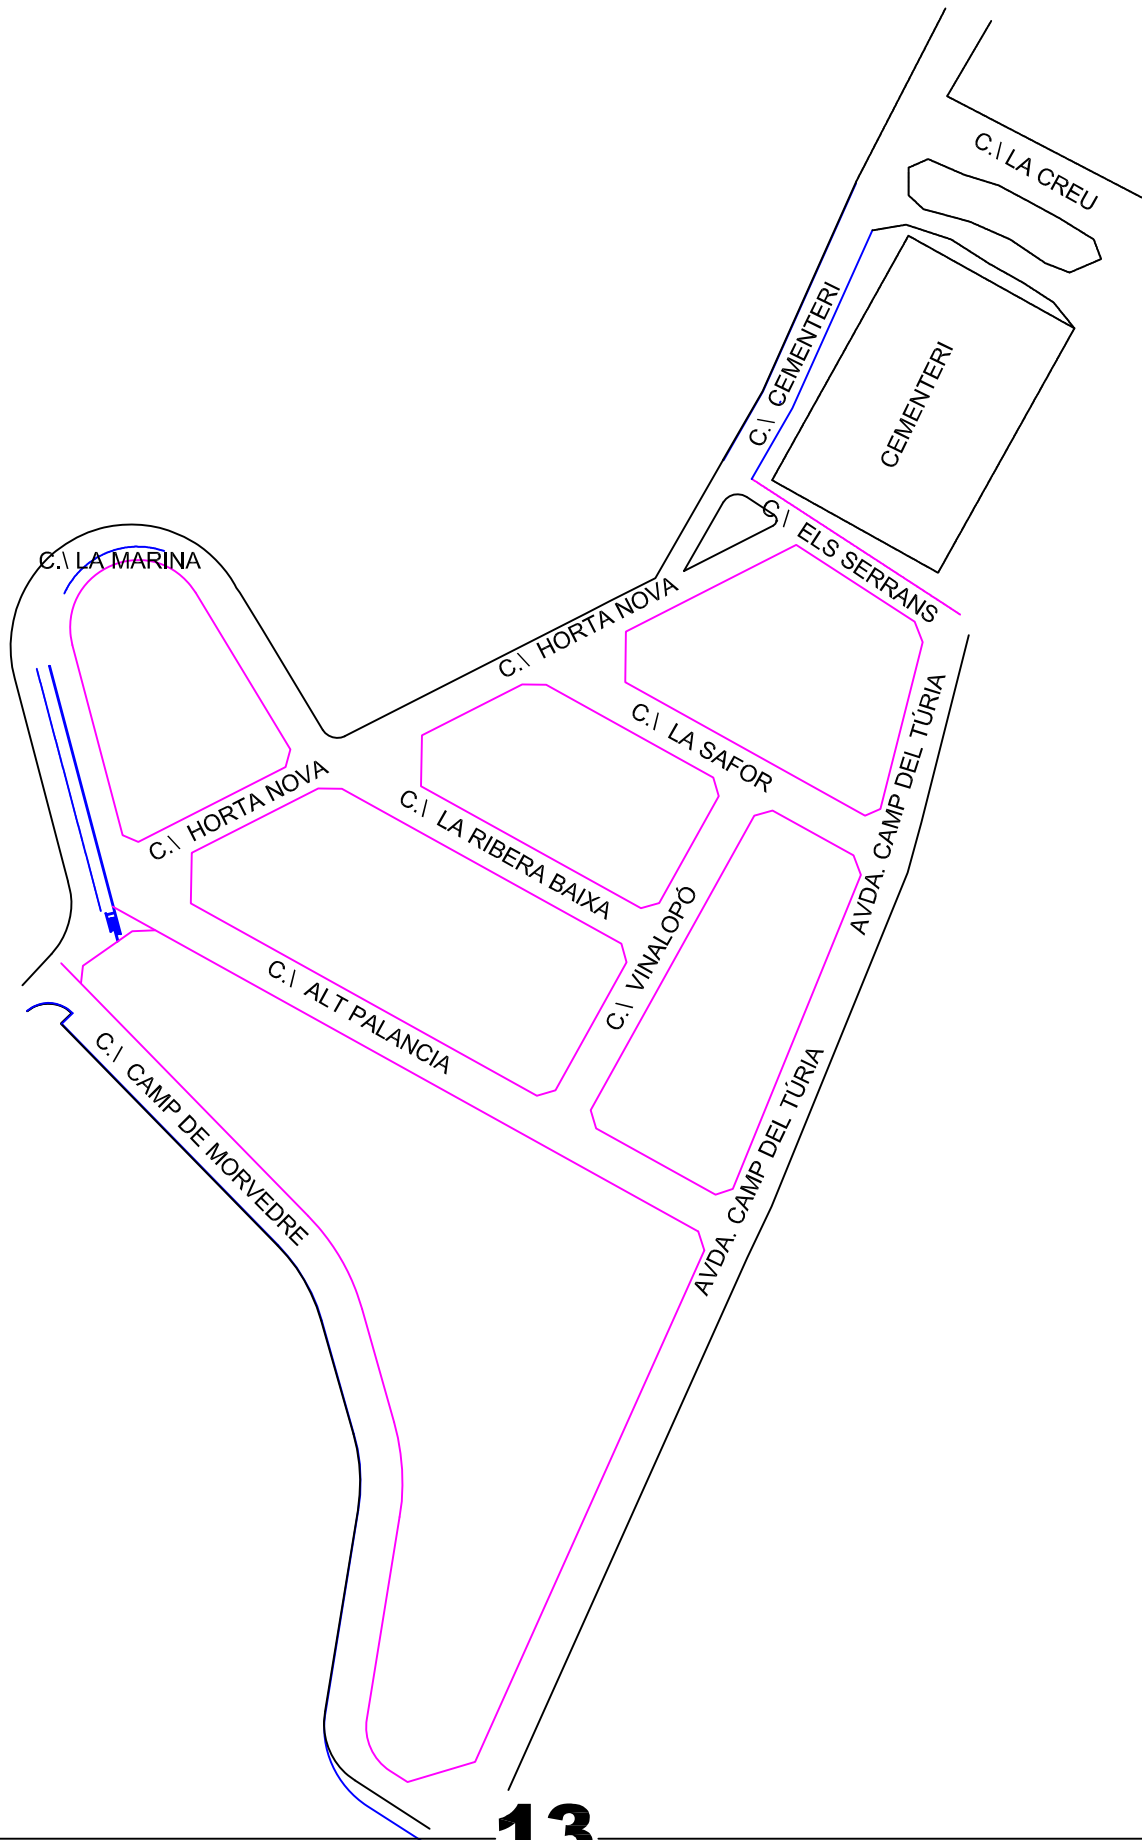 C.\ LA CREU
C.\ CEMENTERI
CEMENTERI
C.\ ELS SERRANS
C.\ LA MARINA
C.\ HORTA NOVA
C.\ LA SAFOR
AVDA. CAMP DEL TÚRIA
C.\ HORTA NOVA
C.\ LA RIBERA BAIXA
C.\ VINALOPÓ
C.\ ALT PALANCIA
C.\ CAMP DE MORVEDRE
AVDA. CAMP DEL TÚRIA
13